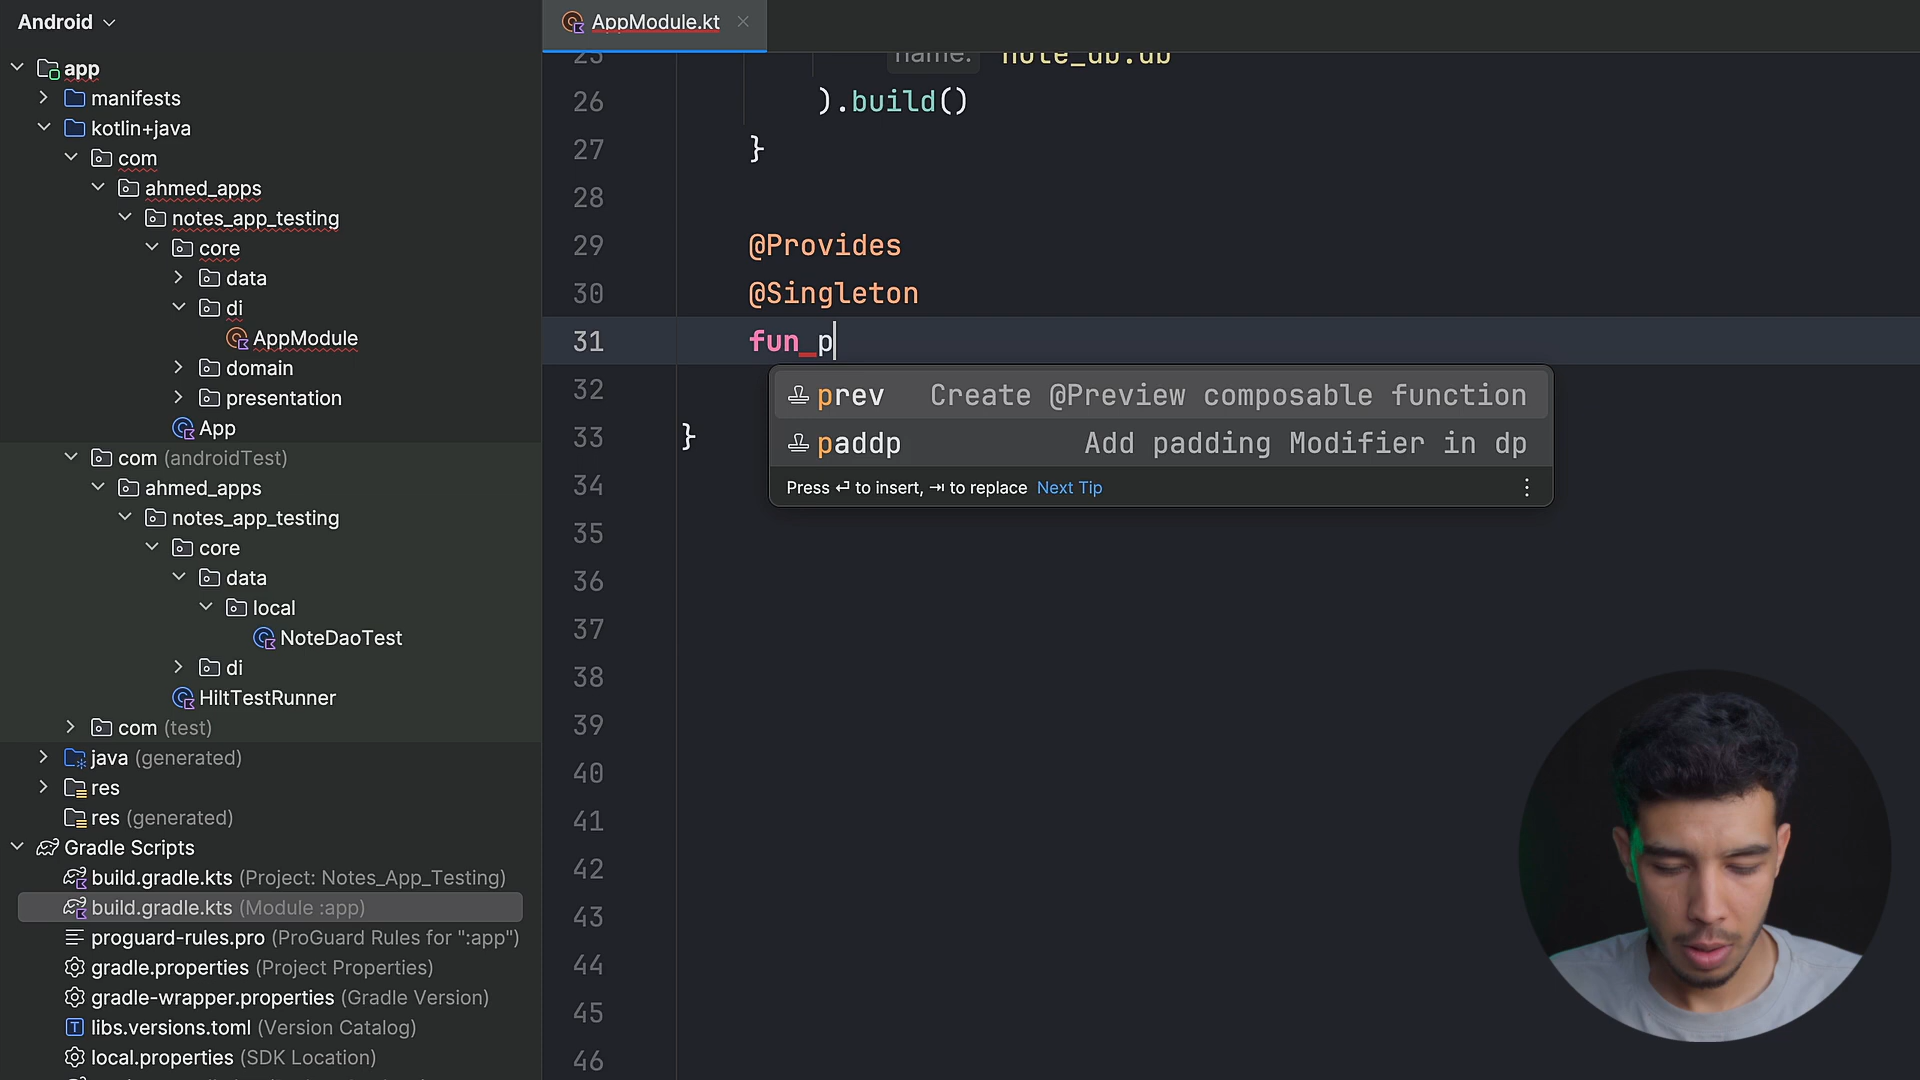 Android
app
manifests
kotlin+java
com
ahmed_apps
notes_app_testing
core
data
di
AppModule
domain
presentation
App
com (androidTest)
ahmed_apps
notes_app_testing
core
data
local
NoteDaoTest
di
HiltTestRunner
com (test)
java (generated)
res
res (generated)
Gradle Scripts
build.gradle.kts (Project: Notes_App_Testing)
build.gradle.kts (Module :app)
proguard-rules.pro (ProGuard Rules for ":app")
gradle.properties (Project Properties)
gradle-wrapper.properties (Gradle Version)
libs.versions.toml (Version Catalog)
local.properties (SDK Location)
AppModule.kt
25 name: note_db.db
26 ).build()
27 }
28
29 @Provides
30 @Singleton
31 fun p
32
33 }
34
35
36
37
38
39
40
41
42
43
44
45
46
prev Create @Preview composable function
paddp Add padding Modifier in dp
Press ↵ to insert, ⇥ to replace Next Tip